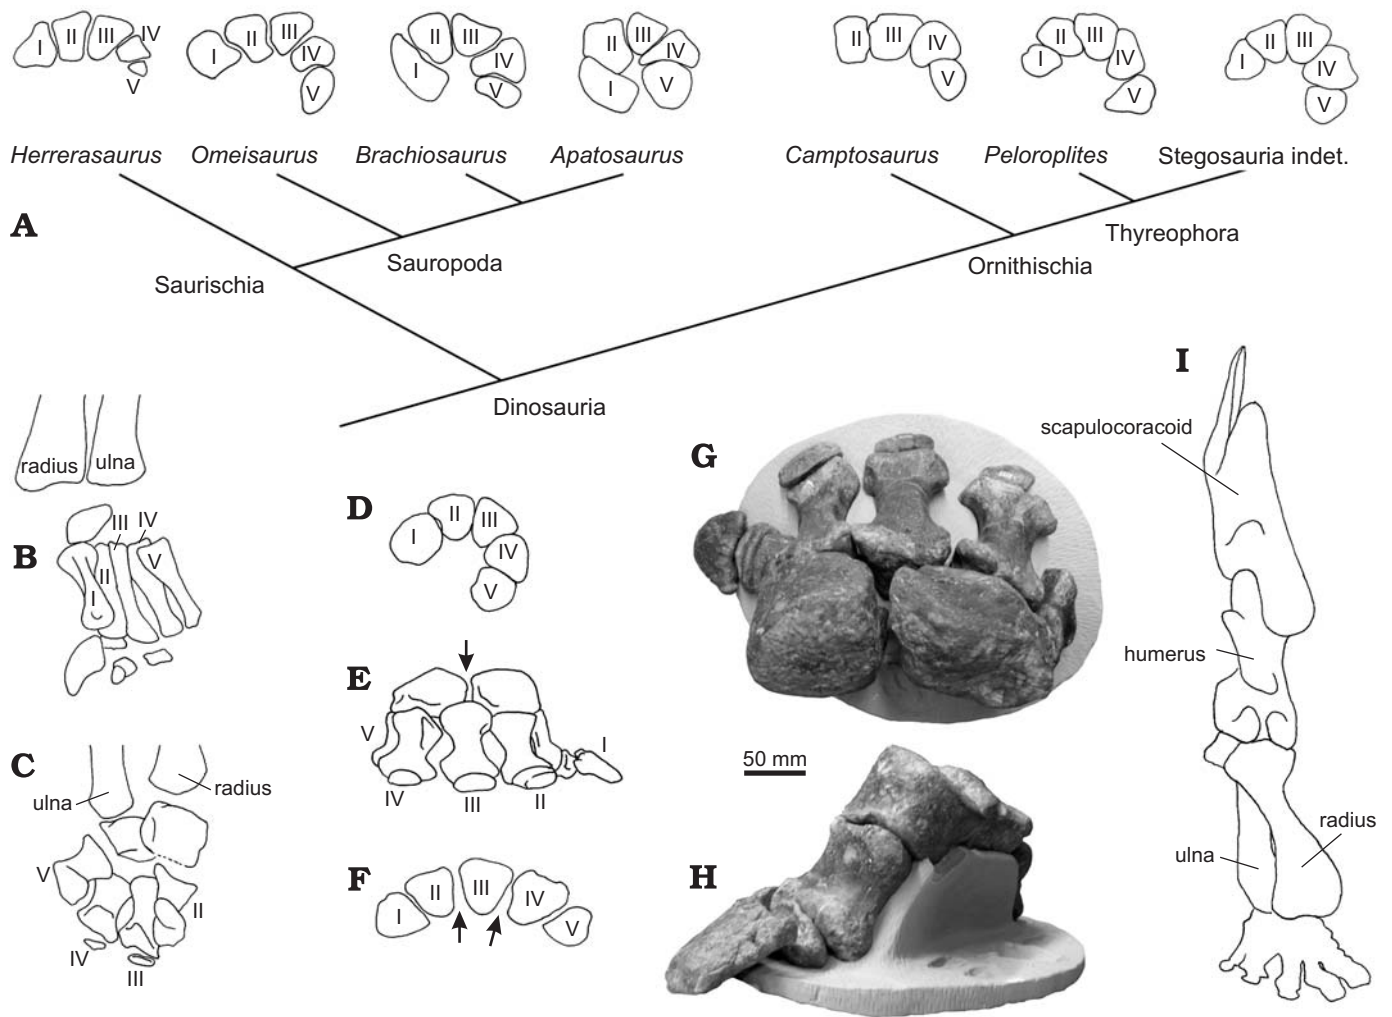 I II III IV V
I II III IV V
I II III IV V
I II III IV V
II III IV V
I II III IV V
I II III IV V
Herrerasaurus Omeisaurus Brachiosaurus Apatosaurus Camptosaurus Peloroplites Stegosauria indet.
A
Thyreophora
Sauropoda
Ornithischia
Saurischia
Dinosauria
radius ulna
B
III IV
V
II
I
C
ulna
radius
V
II
IV
III
D
I II III IV V
E
V
I
IV III II
F
I II III IV V
G
50 mm
H
I
scapulocoracoid
humerus
radius
ulna